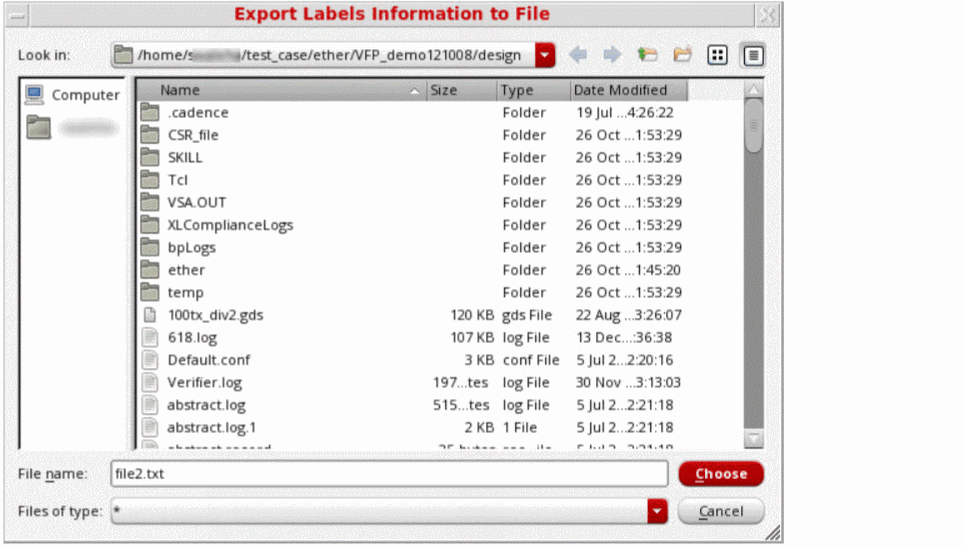 Export Labels Information to File
Look in: /home/s /test_case/ether/VFP_demo121008/design
Computer
Name Size Type Date Modified
.cadence Folder 19 Jul ...4:26:22
CSR_file Folder 26 Oct ...1:53:29
SKILL Folder 26 Oct ...1:53:29
Tcl Folder 26 Oct ...1:53:29
VSA.OUT Folder 26 Oct ...1:53:29
XLComplianceLogs Folder 26 Oct ...1:53:29
bpLogs Folder 26 Oct ...1:53:29
ether Folder 26 Oct ...1:45:20
temp Folder 26 Oct ...1:53:29
100tx_div2.gds 120 KB gds File 22 Aug ...3:26:07
618.log 107 KB log File 13 Dec...:36:38
Default.conf 3 KB conf File 5 Jul 2...2:20:16
Verifier.log 197...tes log File 30 Nov ...3:13:03
abstract.log 515...tes log File 5 Jul 2...2:21:18
abstract.log.1 2 KB 1 File 5 Jul 2...2:21:18
File name: file2.txt Choose
Files of type: * Cancel